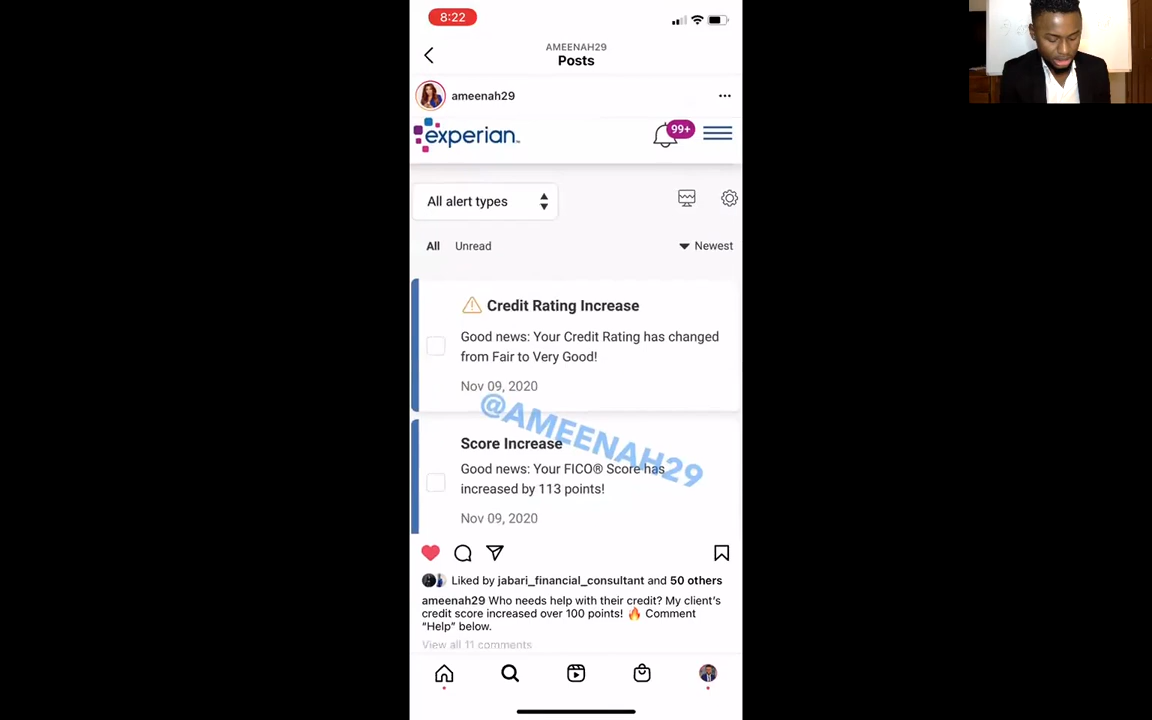 8:22
AMEENAH29
Posts
ameenah29
experian
99+
All alert types
All
Unread
Newest
Credit Rating Increase
Good news: Your Credit Rating has changed
from Fair to Very Good!
Nov 09, 2020
@AMEENAH29
Score Increase
Good news: Your FICO® Score has
increased by 113 points!
Nov 09, 2020
Liked by jabari_financial_consultant and 50 others
ameenah29 Who needs help with their credit? My client's
credit score increased over 100 points! 🔥 Comment
"Help" below.
View all 11 comments